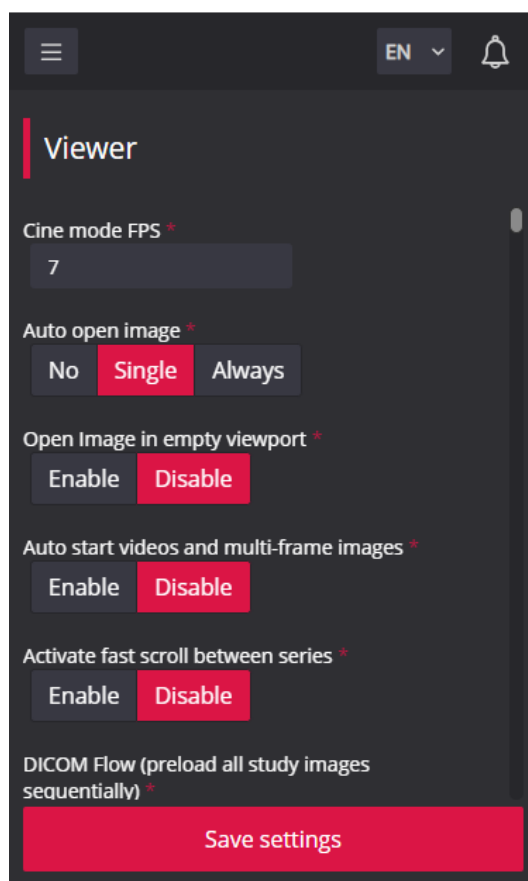 EN
Viewer
Cine mode FPS *
7
Auto open image *
No Single Always
Open Image in empty viewport *
Enable Disable
Auto start videos and multi-frame images *
Enable Disable
Activate fast scroll between series *
Enable Disable
DICOM Flow (preload all study images
sequentially) *
Save settings